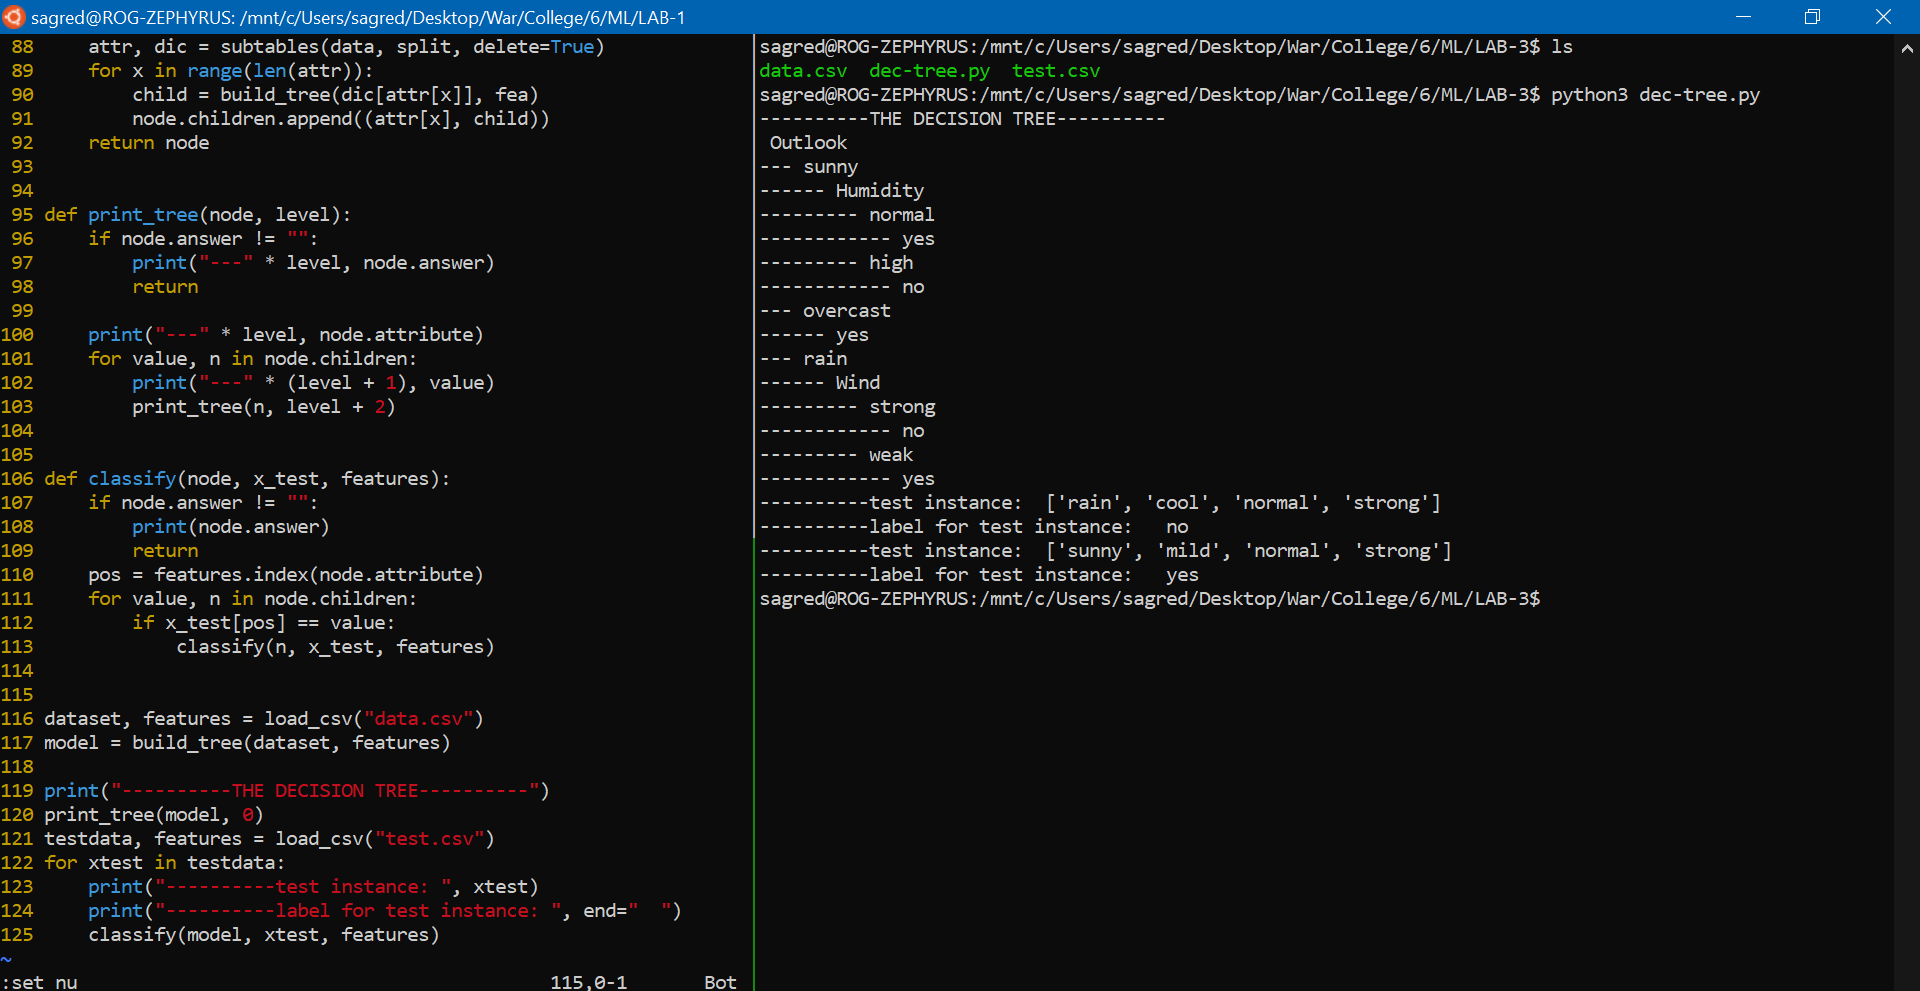 sagred@ROG-ZEPHYRUS: /mnt/c/Users/sagred/Desktop/War/College/6/ML/LAB-1
88     attr, dic = subtables(data, split, delete=True)
89     for x in range(len(attr)):
90         child = build_tree(dic[attr[x]], fea)
91         node.children.append((attr[x], child))
92     return node
93
94
95 def print_tree(node, level):
96     if node.answer != "":
97         print("---" * level, node.answer)
98         return
99
100     print("---" * level, node.attribute)
101     for value, n in node.children:
102         print("---" * (level + 1), value)
103         print_tree(n, level + 2)
104
105
106 def classify(node, x_test, features):
107     if node.answer != "":
108         print(node.answer)
109         return
110     pos = features.index(node.attribute)
111     for value, n in node.children:
112         if x_test[pos] == value:
113             classify(n, x_test, features)
114
115
116 dataset, features = load_csv("data.csv")
117 model = build_tree(dataset, features)
118
119 print("----------THE DECISION TREE----------")
120 print_tree(model, 0)
121 testdata, features = load_csv("test.csv")
122 for xtest in testdata:
123     print("----------test instance: ", xtest)
124     print("----------label for test instance: ", end="  ")
125     classify(model, xtest, features)
~
:set nu                                           115,0-1       Bot
sagred@ROG-ZEPHYRUS:/mnt/c/Users/sagred/Desktop/War/College/6/ML/LAB-3$ ls
data.csv  dec-tree.py  test.csv
sagred@ROG-ZEPHYRUS:/mnt/c/Users/sagred/Desktop/War/College/6/ML/LAB-3$ python3 dec-tree.py
----------THE DECISION TREE----------
 Outlook
--- sunny
------ Humidity
--------- normal
------------ yes
--------- high
------------ no
--- overcast
------ yes
--- rain
------ Wind
--------- strong
------------ no
--------- weak
------------ yes
----------test instance:  ['rain', 'cool', 'normal', 'strong']
----------label for test instance:   no
----------test instance:  ['sunny', 'mild', 'normal', 'strong']
----------label for test instance:   yes
sagred@ROG-ZEPHYRUS:/mnt/c/Users/sagred/Desktop/War/College/6/ML/LAB-3$